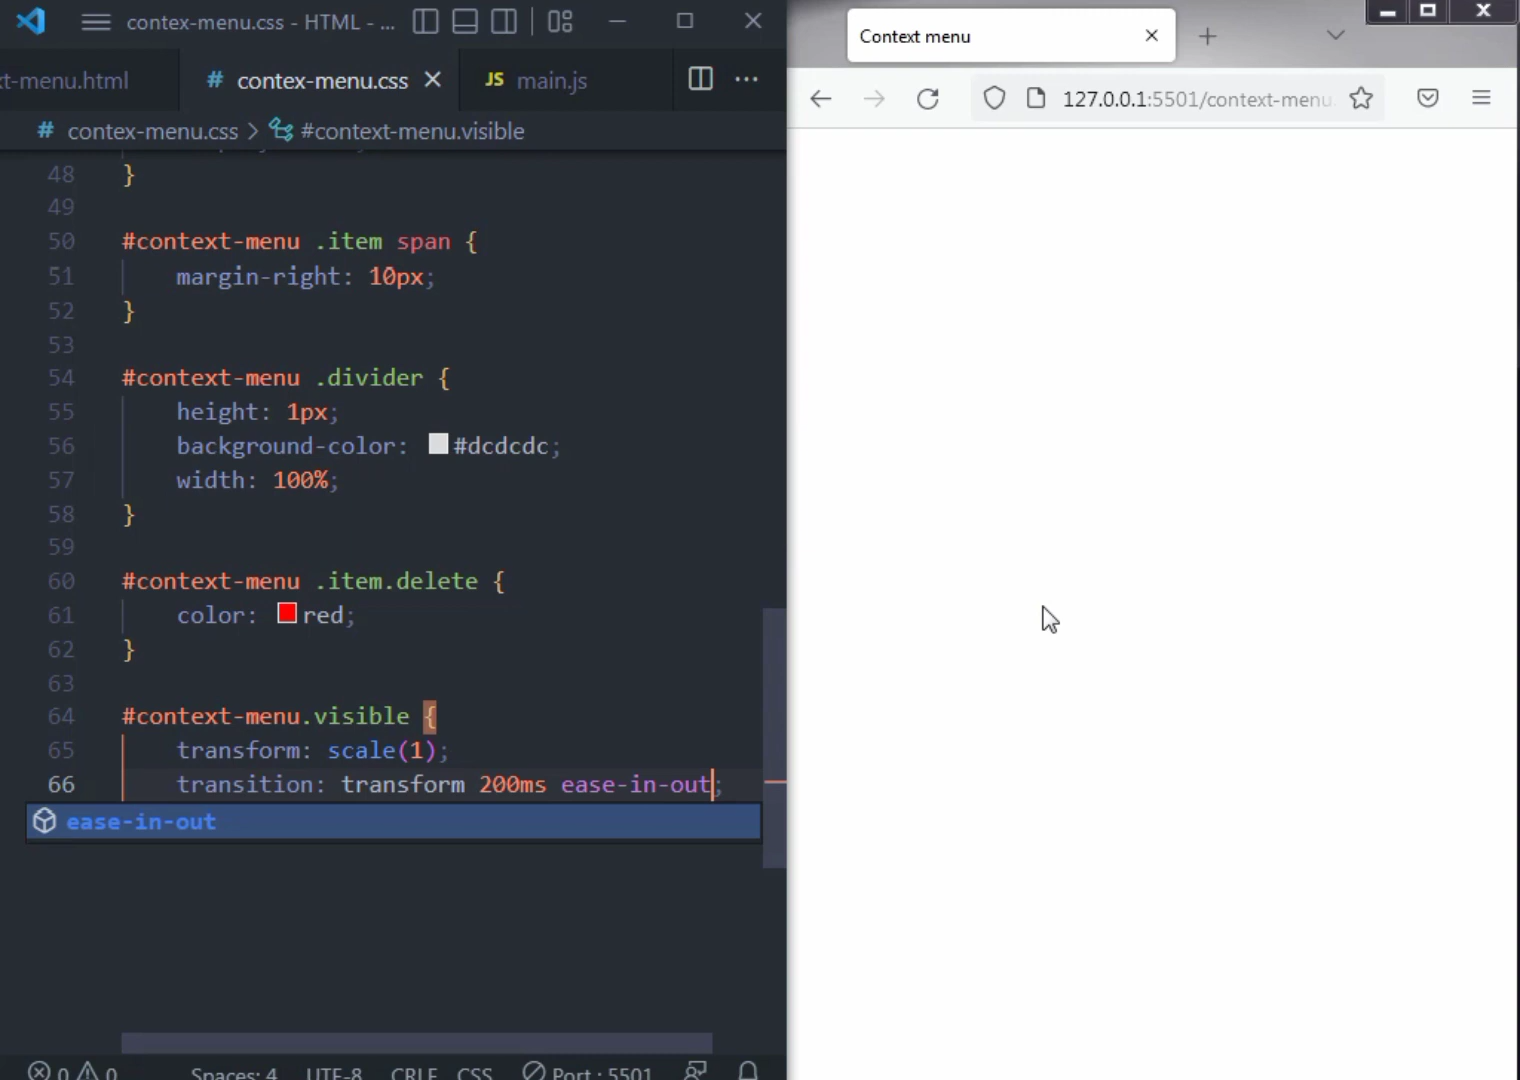 contex-menu.css - HTML - ...
t-menu.html
# contex-menu.css
JS main.js
# contex-menu.css > #context-menu.visible
48 }
49
50 #context-menu .item span {
51 margin-right: 10px;
52 }
53
54 #context-menu .divider {
55 height: 1px;
56 background-color: #dcdcdc;
57 width: 100%;
58 }
59
60 #context-menu .item.delete {
61 color: red;
62 }
63
64 #context-menu.visible {
65 transform: scale(1);
66 transition: transform 200ms ease-in-out;
ease-in-out
0 0 Spaces: 4 UTF-8 CRLF CSS Port : 5501
Context menu
127.0.0.1:5501/context-menu.